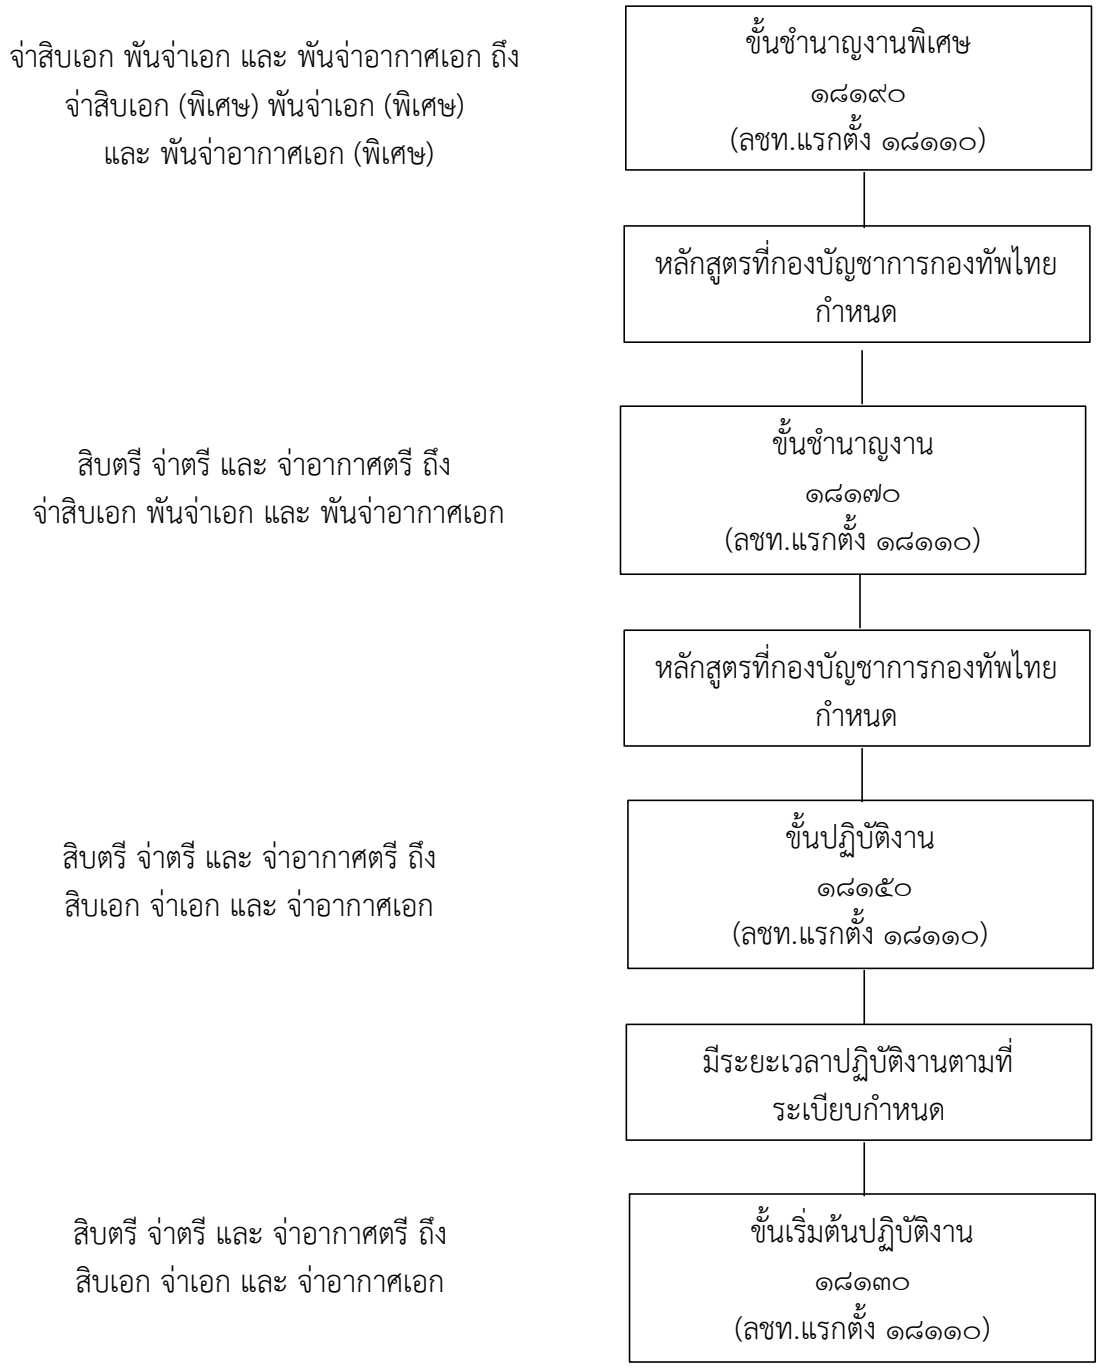 จ่าสิบเอก พันจ่าเอก และ พันจ่าอากาศเอก ถึง
จ่าสิบเอก (พิเศษ) พันจ่าเอก (พิเศษ)
และ พันจ่าอากาศเอก (พิเศษ)
ขั้นชำนาญงานพิเศษ
๑๘๑๙๐
(ลชท.แรกตั้ง ๑๘๑๑๐)
หลักสูตรที่กองบัญชาการกองทัพไทย
กำหนด
สิบตรี จ่าตรี และ จ่าอากาศตรี ถึง
จ่าสิบเอก พันจ่าเอก และ พันจ่าอากาศเอก
ขั้นชำนาญงาน
๑๘๑๗๐
(ลชท.แรกตั้ง ๑๘๑๑๐)
หลักสูตรที่กองบัญชาการกองทัพไทย
กำหนด
สิบตรี จ่าตรี และ จ่าอากาศตรี ถึง
สิบเอก จ่าเอก และ จ่าอากาศเอก
ขั้นปฏิบัติงาน
๑๘๑๕๐
(ลชท.แรกตั้ง ๑๘๑๑๐)
มีระยะเวลาปฏิบัติงานตามที่
ระเบียบกำหนด
สิบตรี จ่าตรี และ จ่าอากาศตรี ถึง
สิบเอก จ่าเอก และ จ่าอากาศเอก
ขั้นเริ่มต้นปฏิบัติงาน
๑๘๑๓๐
(ลชท.แรกตั้ง ๑๘๑๑๐)